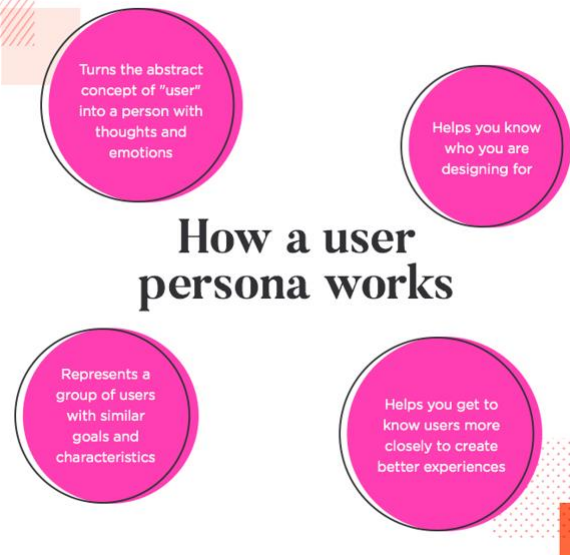 Turns the abstract
concept of "user"
into a person with
thoughts and
emotions
Helps you know
who you are
designing for
How a user
persona works
Represents a
group of users
with similar
goals and
characteristics
Helps you get to
know users more
closely to create
better experiences